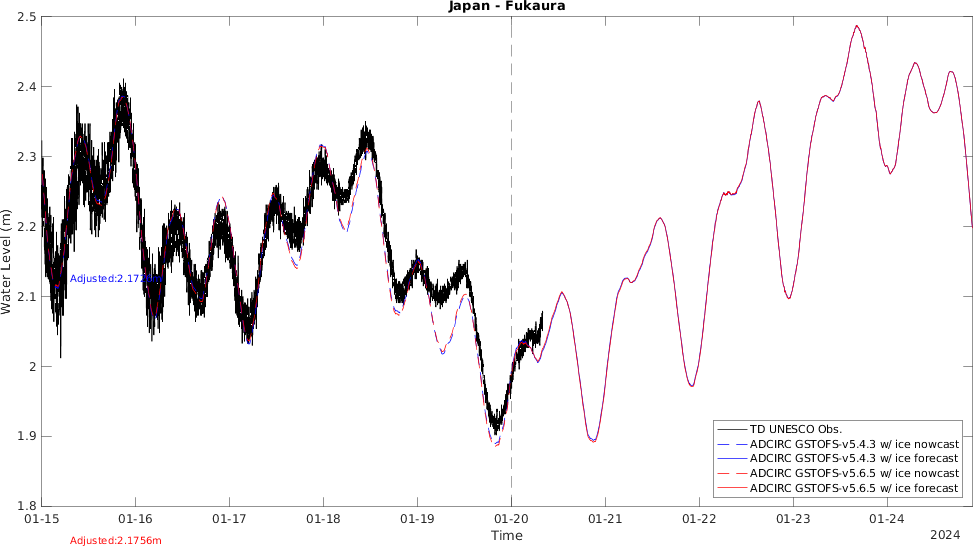 Japan - Fukaura
2.5
2.4
2.3
2.2
2.1
2
1.9
1.8
Water Level (m)
Adjusted:2.17
TD UNESCO Obs.
ADCIRC GSTOFS-v5.4.3 w/ ice nowcast
ADCIRC GSTOFS-v5.4.3 w/ ice forecast
ADCIRC GSTOFS-v5.6.5 w/ ice nowcast
ADCIRC GSTOFS-v5.6.5 w/ ice forecast
01-15 01-16 01-17 01-18 01-19 01-20 01-21 01-22 01-23 01-24
Time
2024
Adjusted:2.1756m